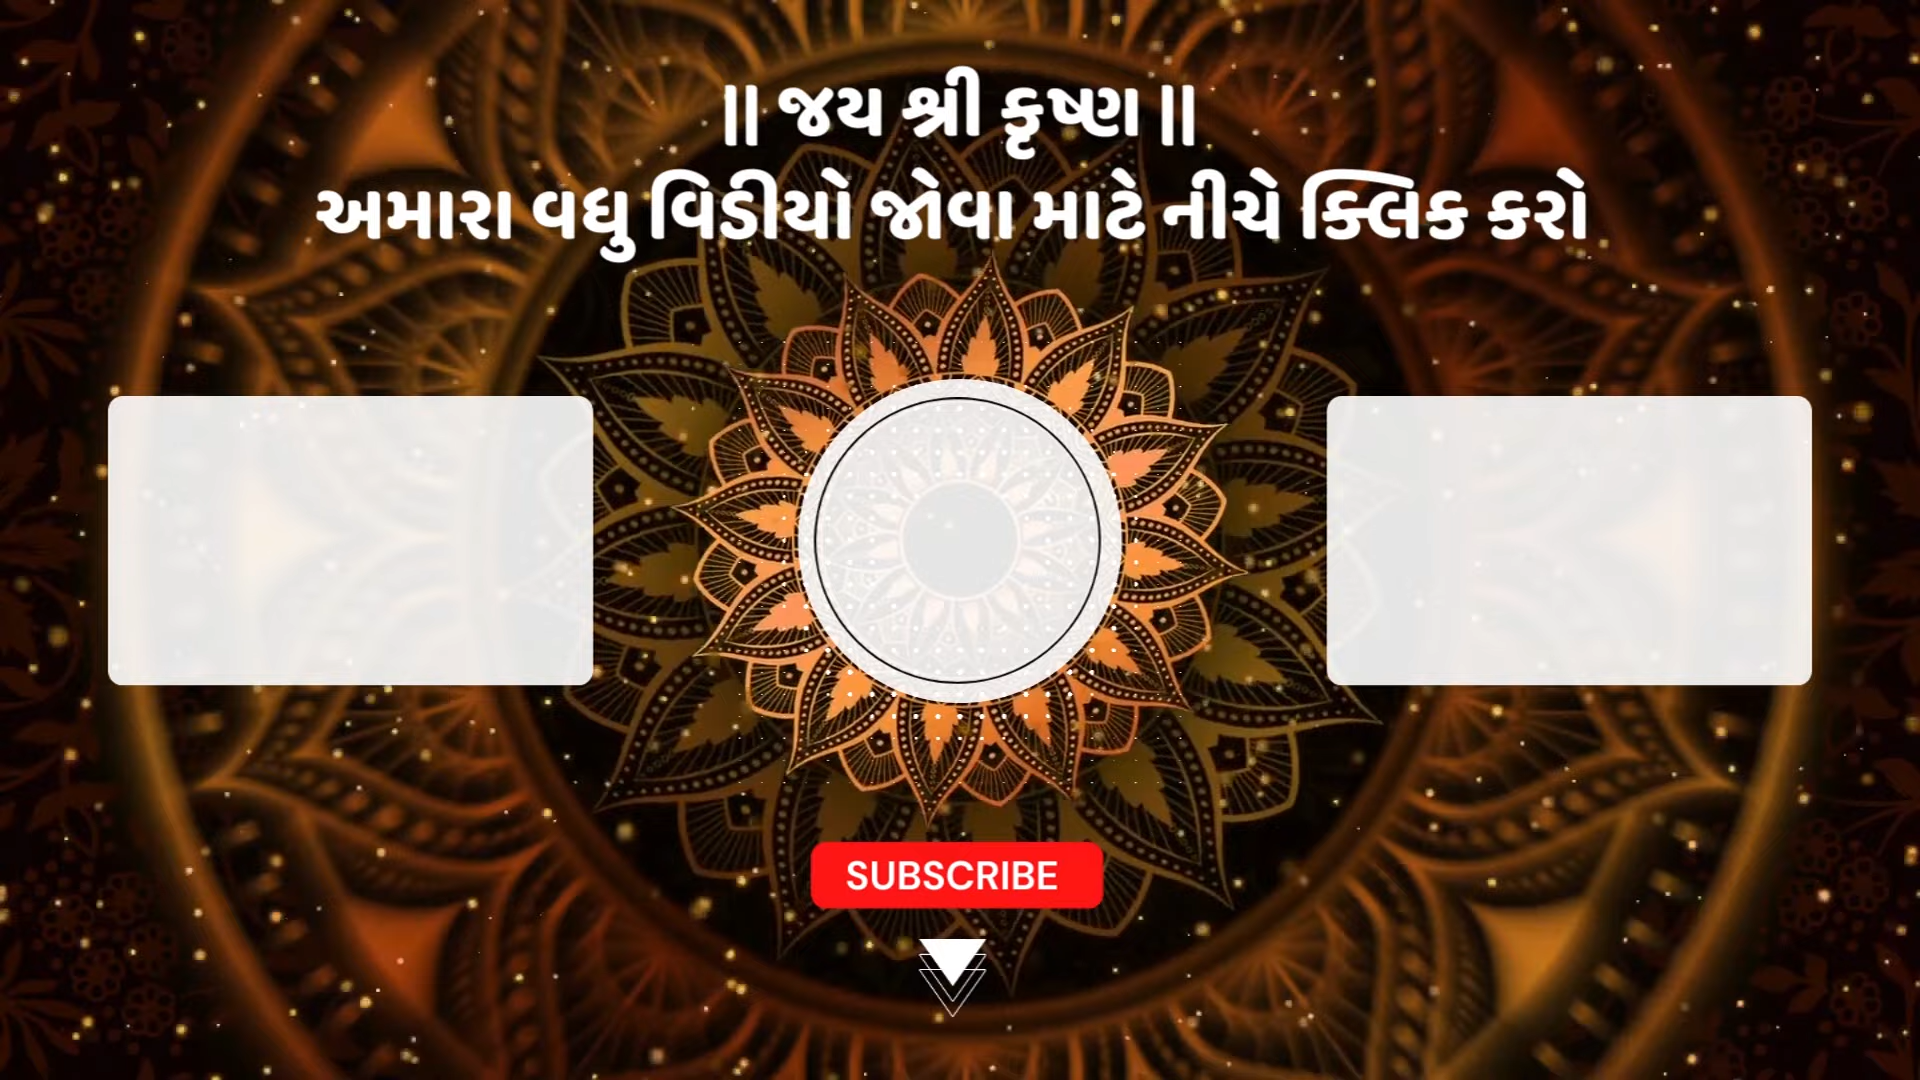 || જય શ્રી કૃષ્ણ ||
અમારા વધુ વિડીયો જોવા માટે નીચે ક્લિક કરો
SUBSCRIBE